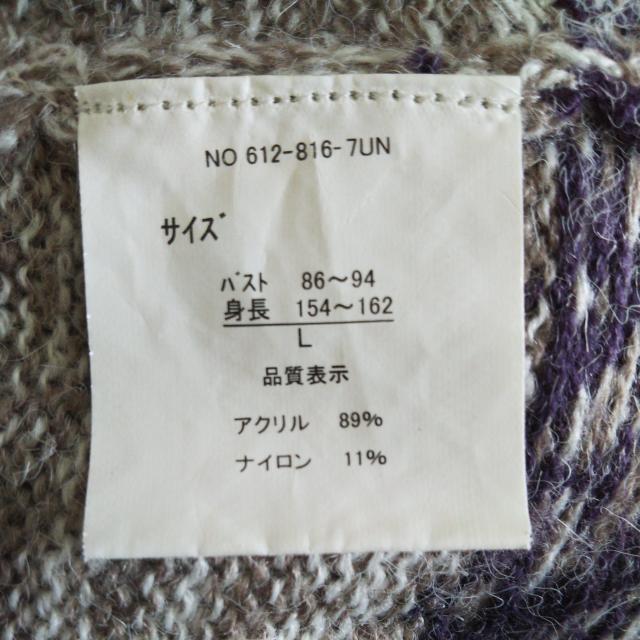 NO 612-816-7UN
サイズ
バスト 86〜94
身長 154〜162
L
品質表示
アクリル 89%
ナイロン 11%